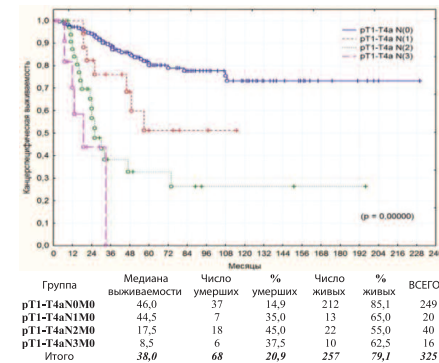 Канцерспецифическая выживаемость
1,0
0,9
0,8
0,7
0,6
0,5
0,4
0,3
0,2
0,1
0,0
pT1-T4a N(0)
pT1-T4a N(1)
pT1-T4a N(2)
pT1-T4a N(3)
(p = 0,00000)
0 12 24 36 48 60 72 84 96 108 120 132 144 156 168 180 192 204 216 228 240
Месяцы
Группа Медиана выживаемости Число умерших % умерших Число живых % живых ВСЕГО
pT1-T4aN0M0 46,0 37 14,9 212 85,1 249
pT1-T4aN1M0 44,5 7 35,0 13 65,0 20
pT1-T4aN2M0 17,5 18 45,0 22 55,0 40
pT1-T4aN3M0 8,5 6 37,5 10 62,5 16
Итого 38,0 68 20,9 257 79,1 325